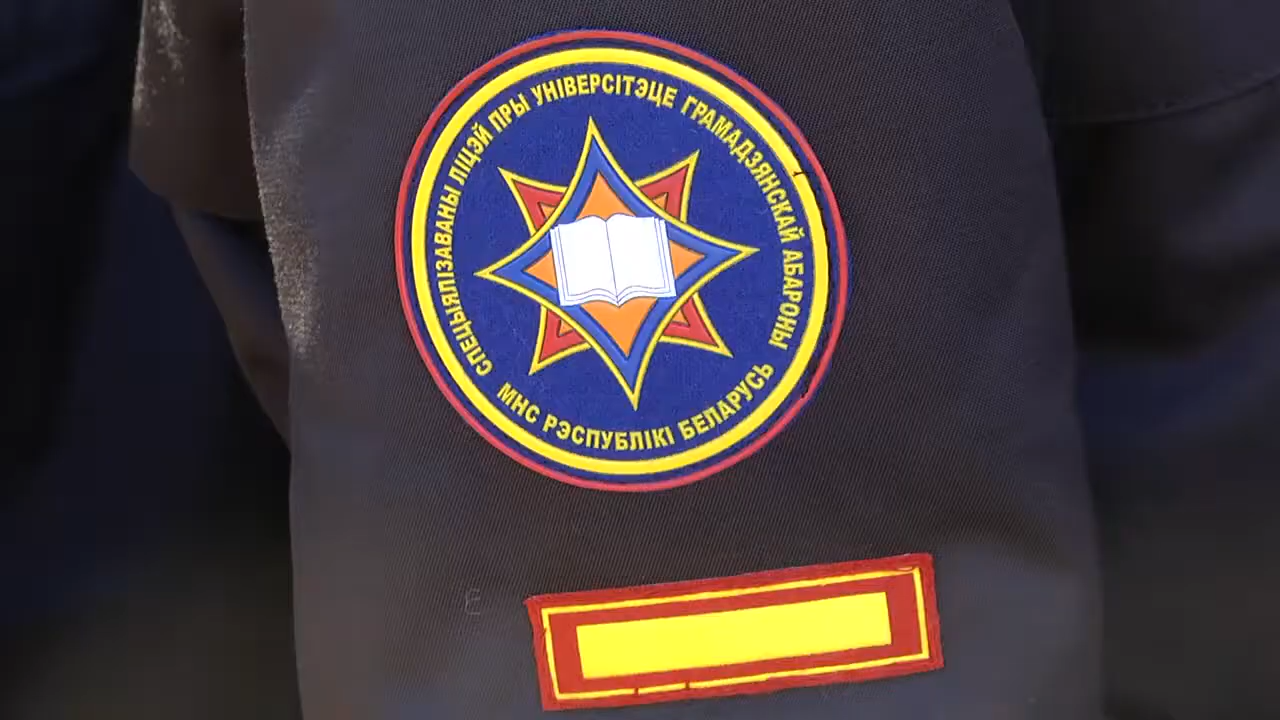 СПЕЦЫЯЛІЗАВАНЫ ЛІЦЭЙ ПРЫ УНІВЕРСІТЭЦЕ ГРАМАДЗЯНСКАЙ АБАРОНЫ
МНС РЭСПУБЛІКІ БЕЛАРУСЬ